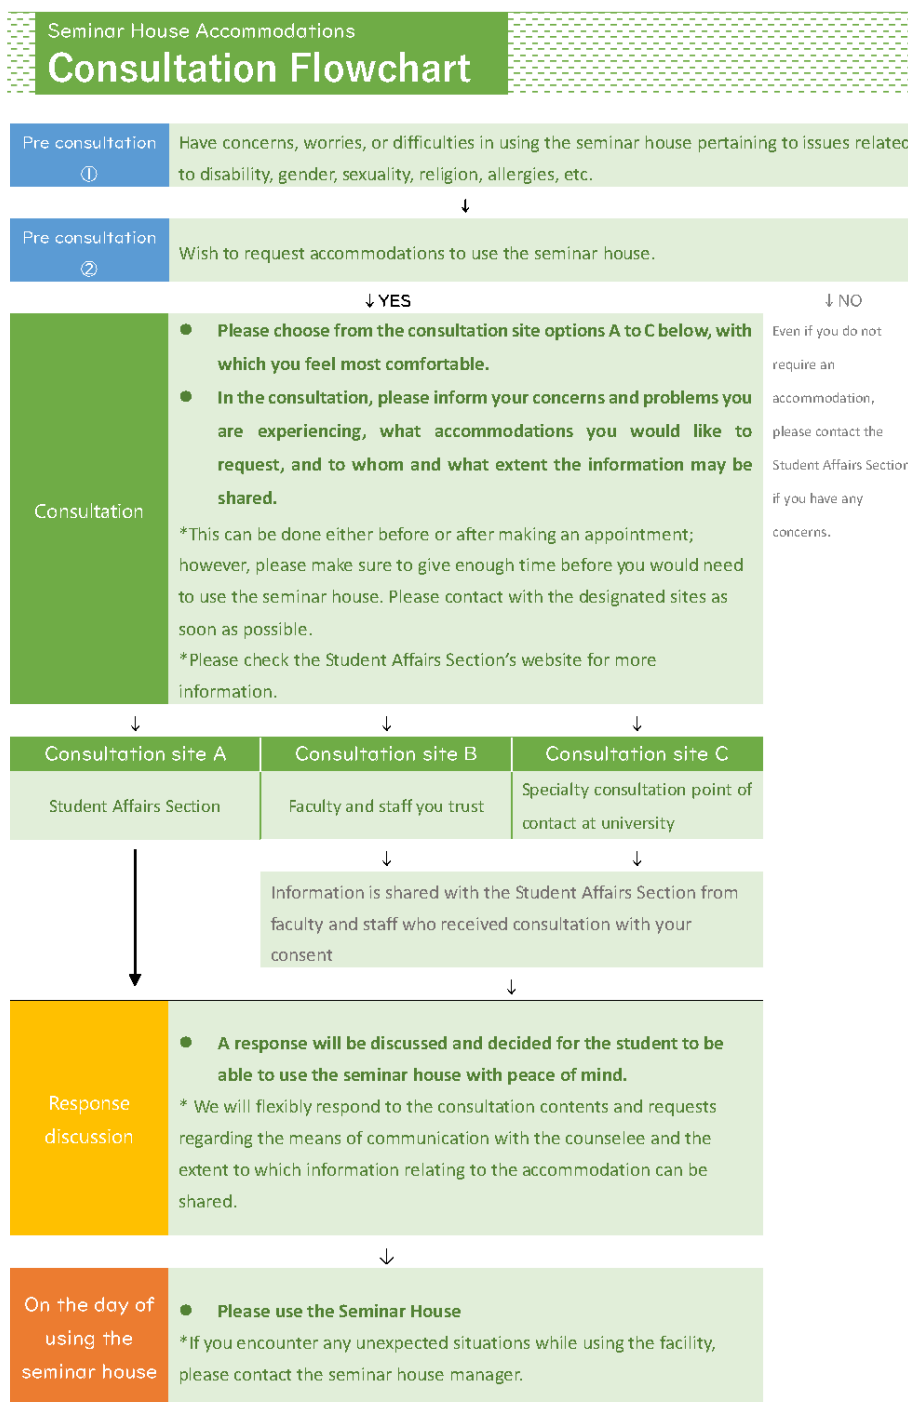 Seminar House Accommodations
Consultation Flowchart
Pre consultation
①
Have concerns, worries, or difficulties in using the seminar house pertaining to issues related
to disability, gender, sexuality, religion, allergies, etc.
↓
Pre consultation
②
Wish to request accommodations to use the seminar house.
↓ YES
↓ NO
Consultation
● Please choose from the consultation site options A to C below, with
which you feel most comfortable.
● In the consultation, please inform your concerns and problems you
are experiencing, what accommodations you would like to
request, and to whom and what extent the information may be
shared.
*This can be done either before or after making an appointment;
however, please make sure to give enough time before you would need
to use the seminar house. Please contact with the designated sites as
soon as possible.
*Please check the Student Affairs Section's website for more
information.
Even if you do not
require an
accommodation,
please contact the
Student Affairs Section
if you have any
concerns.
↓ ↓ ↓
Consultation site A
Consultation site B
Consultation site C
Student Affairs Section
Faculty and staff you trust
Specialty consultation point of
contact at university
↓ ↓
Information is shared with the Student Affairs Section from
faculty and staff who received consultation with your
consent
↓
Response
discussion
● A response will be discussed and decided for the student to be
able to use the seminar house with peace of mind.
* We will flexibly respond to the consultation contents and requests
regarding the means of communication with the counselee and the
extent to which information relating to the accommodation can be
shared.
↓
On the day of
using the
seminar house
● Please use the Seminar House
*If you encounter any unexpected situations while using the facility,
please contact the seminar house manager.